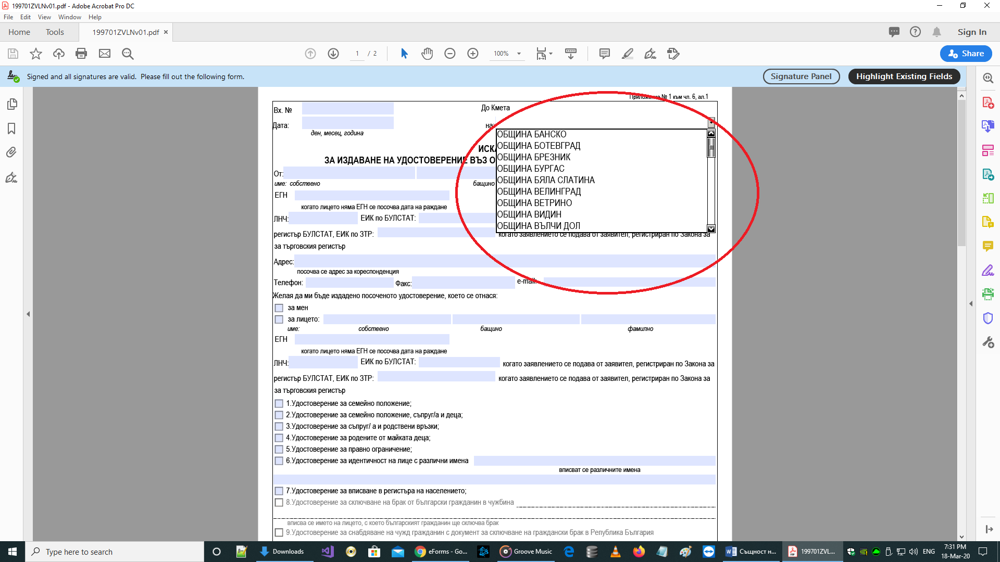 199701ZVLNv01.pdf - Adobe Acrobat Pro DC
File Edit View Window Help
Home Tools 199701ZVLNv01.pdf × Sign In
1 / 2 100% Share
Signed and all signatures are valid. Please fill out the following form. Signature Panel Highlight Existing Fields
Приложение № 1 към чл. 6, ал.1
Вх. № До Кмета
Дата: на:
ден, месец, година
ОБЩИНА БАНСКО
ОБЩИНА БОТЕВГРАД
ОБЩИНА БРЕЗНИК
ОБЩИНА БУРГАС
ОБЩИНА БЯЛА СЛАТИНА
ОБЩИНА ВЕЛИНГРАД
ОБЩИНА ВЕТРИНО
ОБЩИНА ВИДИН
ОБЩИНА ВЪЛЧИ ДОЛ
ИСКА
ЗА ИЗДАВАНЕ НА УДОСТОВЕРЕНИЕ ВЪЗ О
От:
име: собствено бащино
ЕГН
когато лицето няма ЕГН се посочва дата на раждане
ЛНЧ: ЕИК по БУЛСТАТ:
регистър БУЛСТАТ, ЕИК по ЗТР: когато заявлението се подава от заявител, регистриран по Закона за
за търговския регистър
Адрес:
посочва се адрес за кореспонденция
Телефон: Факс: e-mail:
Желая да ми бъде издадено посоченото удостоверение, което се отнася:
за мен
за лицето:
име: собствено бащино фамилно
ЕГН
когато лицето няма ЕГН се посочва дата на раждане
ЛНЧ: ЕИК по БУЛСТАТ: когато заявлението се подава от заявител, регистриран по Закона за
регистър БУЛСТАТ, ЕИК по ЗТР: когато заявлението се подава от заявител, регистриран по Закона за
за търговския регистър
1.Удостоверение за семейно положение;
2.Удостоверение за семейно положение, съпруг/а и деца;
3.Удостоверение за съпруг/ а и родствени връзки;
4.Удостоверение за родените от майката деца;
5.Удостоверение за правно ограничение;
6.Удостоверение за идентичност на лице с различни имена
вписват се различните имена
7.Удостоверение за вписване в регистъра на населението;
8.Удостоверение за сключване на брак от български гражданин в чужбина
вписва се името на лицето, с което българският гражданин ще сключва брак
9.Удостоверение за снабдяване на чужд гражданин с документ за сключване на граждански брак в Република България
Type here to search Downloads eForms - Go... Groove Music Същност н... 199701ZVL... ENG 7:31 PM
18-Mar-20